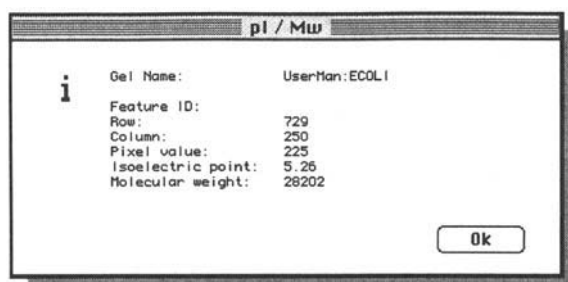 pI / Mw
i
Gel Name: UserMan:ECOLI
Feature ID:
Row: 729
Column: 250
Pixel value: 225
Isoelectric point: 5.26
Molecular weight: 28202
Ok